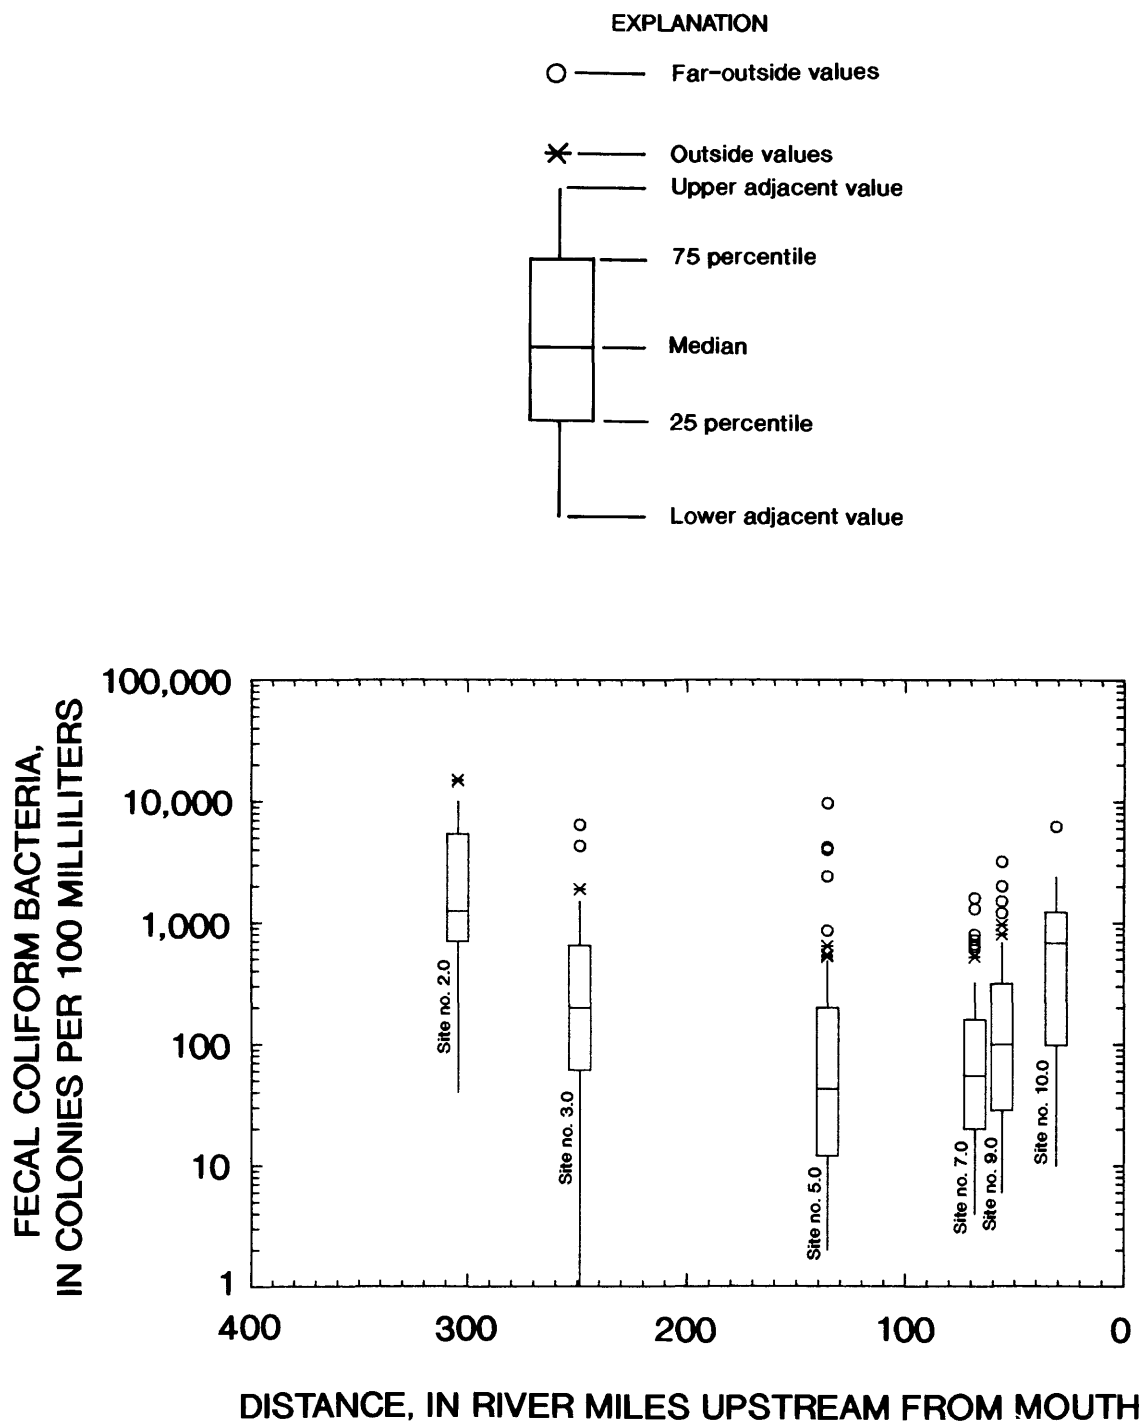 EXPLANATION
Far-outside values
Outside values
Upper adjacent value
75 percentile
Median
25 percentile
Lower adjacent value
FECAL COLIFORM BACTERIA,
IN COLONIES PER 100 MILLILITERS
100,000
10,000
1,000
100
10
1
Site no. 2.0
Site no. 3.0
Site no. 5.0
Site no. 7.0
Site no. 9.0
Site no. 10.0
400
300
200
100
0
DISTANCE, IN RIVER MILES UPSTREAM FROM MOUTH